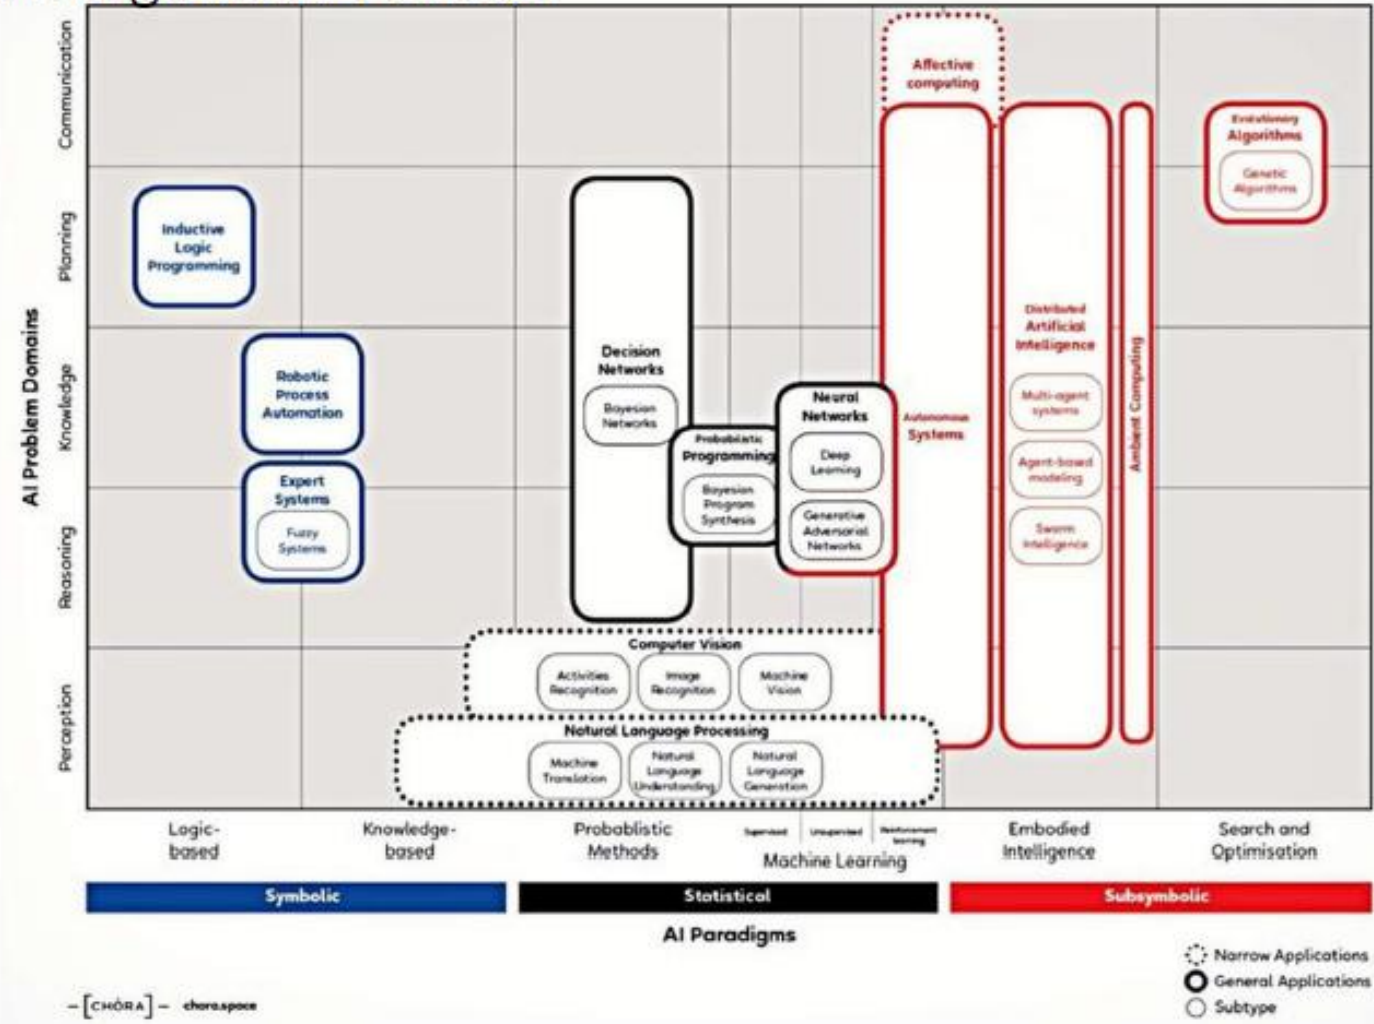 Communication
Planning
Knowledge
Reasoning
Perception
AI Problem Domains
Affective
computing
Evolutionary
Algorithms
Genetic
Algorithms
Inductive
Logic
Programming
Robotic
Process
Automation
Expert
Systems
Fuzzy
Systems
Decision
Networks
Bayesian
Networks
Probabilistic
Programming
Bayesian
Program
Synthesis
Neural
Networks
Deep
Learning
Generative
Adversarial
Networks
Autonomous
Systems
Distributed
Artificial
Intelligence
Multi-agent
systems
Agent-based
modeling
Swarm
Intelligence
Ambient Computing
Computer Vision
Activities
Recognition
Image
Recognition
Machine
Vision
Natural Language Processing
Machine
Translation
Natural
Language
Understanding
Natural
Language
Generation
Logic-
based
Knowledge-
based
Probablistic
Methods
Supervised
Unsupervised
Reinforcement
learning
Machine Learning
Embodied
Intelligence
Search and
Optimisation
Symbolic
Statistical
Subsymbolic
AI Paradigms
Narrow Applications
General Applications
Subtype
–[CHÔRA]– chora.space